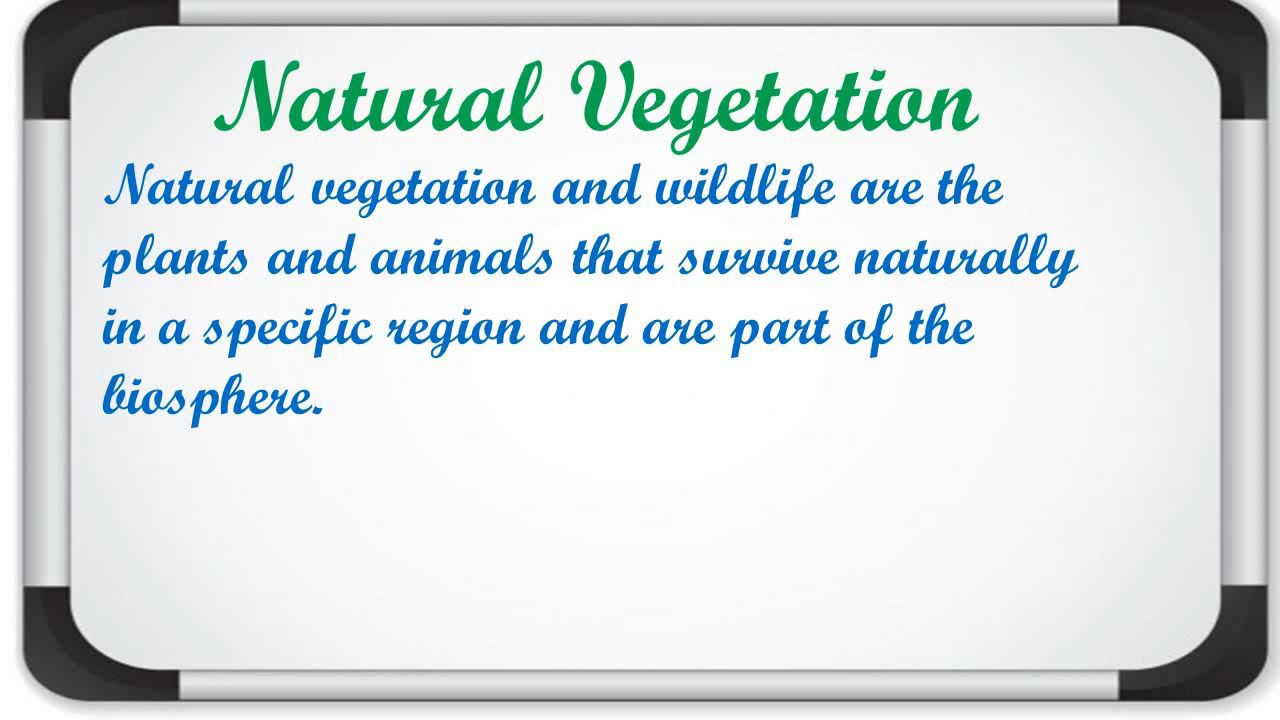 Natural Vegetation
Natural vegetation and wildlife are the
plants and animals that survive naturally
in a specific region and are part of the
biosphere.